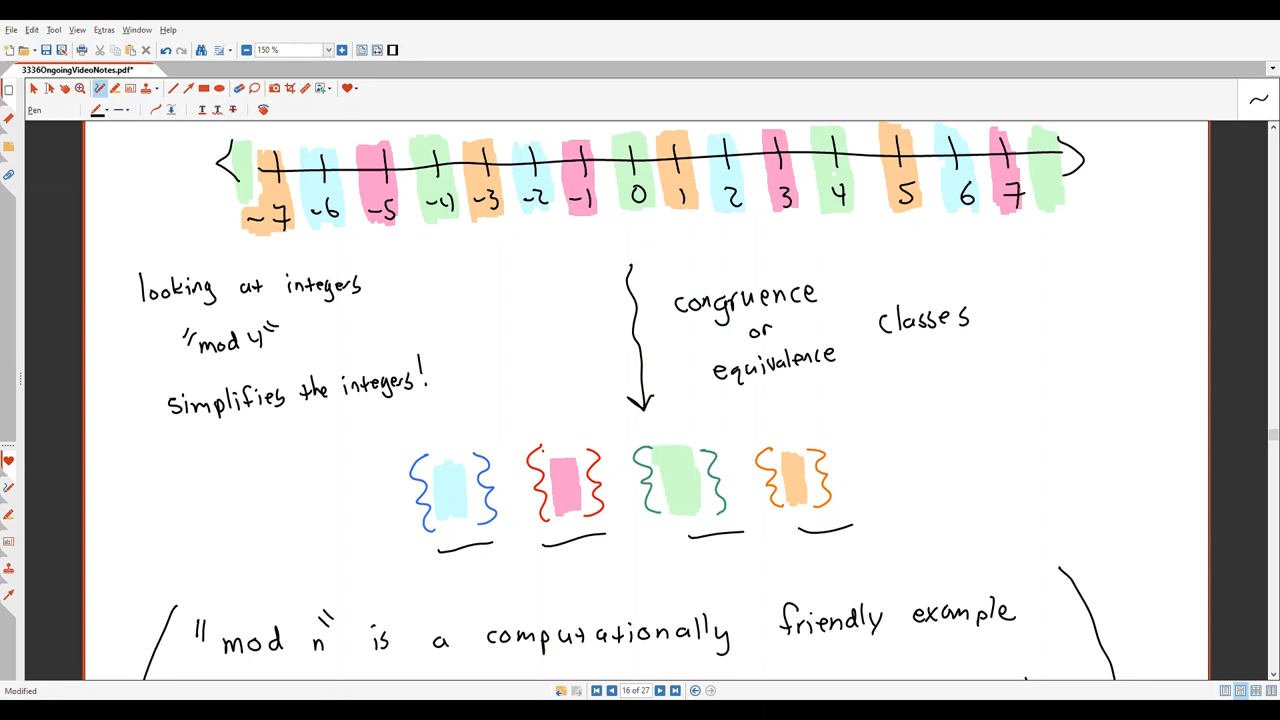 File Edit Tool View Extras Window Help
150 %
3336OngoingVideoNotes.pdf*
Pen
-7 -6 -5 -4 -3 -2 -1 0 1 2 3 4 5 6 7
looking at integers
"mod 4"
simplifies the integers!
congruence
or
equivalence
classes
"mod n" is a computationally friendly example
Modified
16 of 27